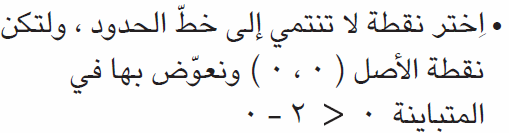 • اِختر نقطة لا تنتمي إلى خطّ الحدود ، ولتكن
نقطة الأصل ( ٠ ، ٠ ) ونعوّض بها في
المتباينة ٠ > ٢ – ٠